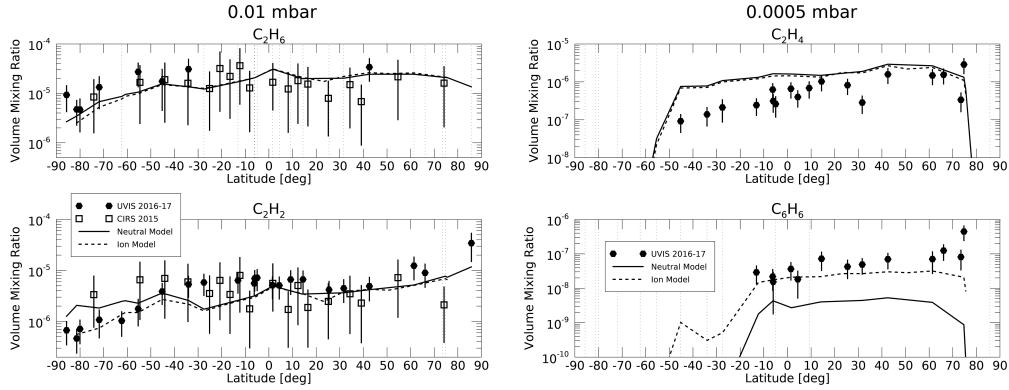 0.01 mbar
0.0005 mbar
C2H6
Volume Mixing Ratio
10^-4
10^-5
10^-6
-90 -80 -70 -60 -50 -40 -30 -20 -10 0 10 20 30 40 50 60 70 80 90
Latitude [deg]
C2H4
Volume Mixing Ratio
10^-5
10^-6
10^-7
10^-8
-90 -80 -70 -60 -50 -40 -30 -20 -10 0 10 20 30 40 50 60 70 80 90
Latitude [deg]
C2H2
UVIS 2016-17
CIRS 2015
Neutral Model
Ion Model
Volume Mixing Ratio
10^-4
10^-5
10^-6
-90 -80 -70 -60 -50 -40 -30 -20 -10 0 10 20 30 40 50 60 70 80 90
Latitude [deg]
C6H6
UVIS 2016-17
Neutral Model
Ion Model
Volume Mixing Ratio
10^-6
10^-7
10^-8
10^-9
10^-10
-90 -80 -70 -60 -50 -40 -30 -20 -10 0 10 20 30 40 50 60 70 80 90
Latitude [deg]